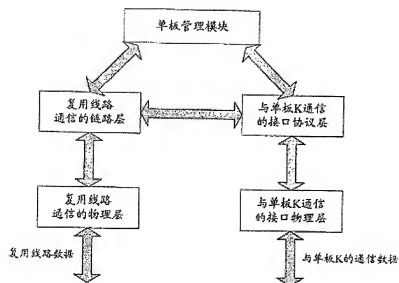 单板管理模块
复用线路
通信的链路层
与单板K通信
的接口协议层
复用线路
通信的物理层
与单板K通信
的接口物理层
复用线路数据
与单板K的通信数据